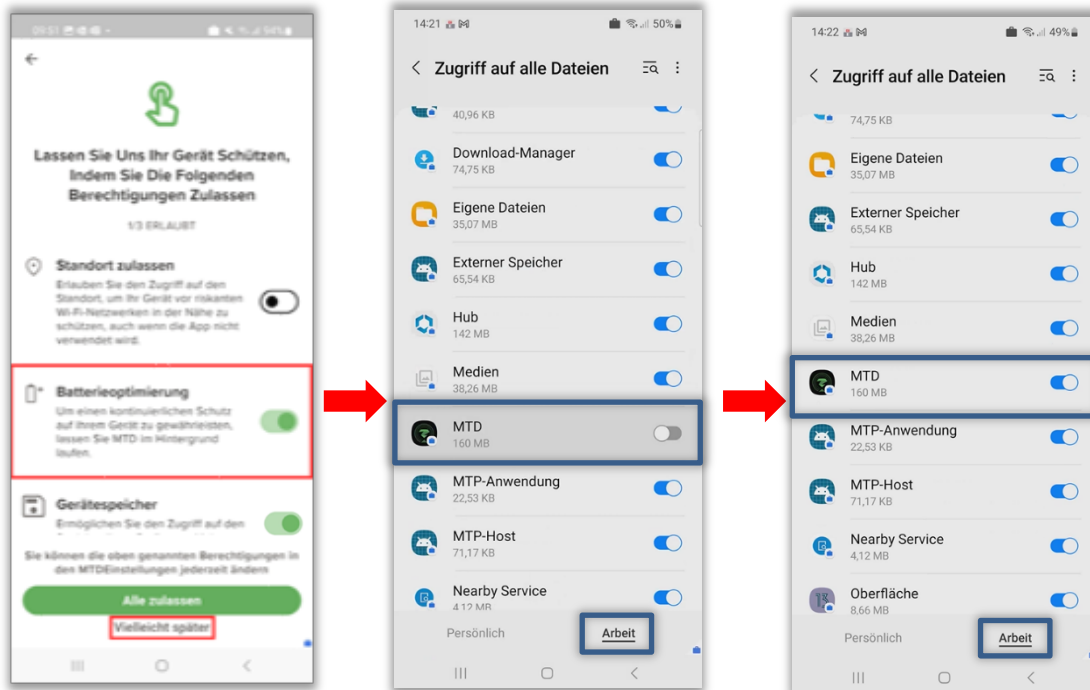 09:51
94%
Lassen Sie Uns Ihr Gerät Schützen,
Indem Sie Die Folgenden
Berechtigungen Zulassen
1/3 ERLAUBT
Standort zulassen
Erlauben Sie den Zugriff auf den
Standort, um Ihr Gerät vor riskanten
Wi-Fi-Netzwerken in der Nähe zu
schützen, auch wenn die App nicht
verwendet wird.
Batterieoptimierung
Um einen kontinuierlichen Schutz
auf Ihrem Gerät zu gewährleisten,
lassen Sie MTD im Hintergrund
laufen.
Gerätespeicher
Ermöglichen Sie den Zugriff auf den
Sie können die oben genannten Berechtigungen in
den MTDEinstellungen jederzeit ändern
Alle zulassen
Vielleicht später
14:21
50%
Zugriff auf alle Dateien
40,96 KB
Download-Manager
74,75 KB
Eigene Dateien
35,07 MB
Externer Speicher
65,54 KB
Hub
142 MB
Medien
38,26 MB
MTD
160 MB
MTP-Anwendung
22,53 KB
MTP-Host
71,17 KB
Nearby Service
4,12 MB
Persönlich
Arbeit
14:22
49%
Zugriff auf alle Dateien
74,75 KB
Eigene Dateien
35,07 MB
Externer Speicher
65,54 KB
Hub
142 MB
Medien
38,26 MB
MTD
160 MB
MTP-Anwendung
22,53 KB
MTP-Host
71,17 KB
Nearby Service
4,12 MB
Oberfläche
8,66 MB
Persönlich
Arbeit